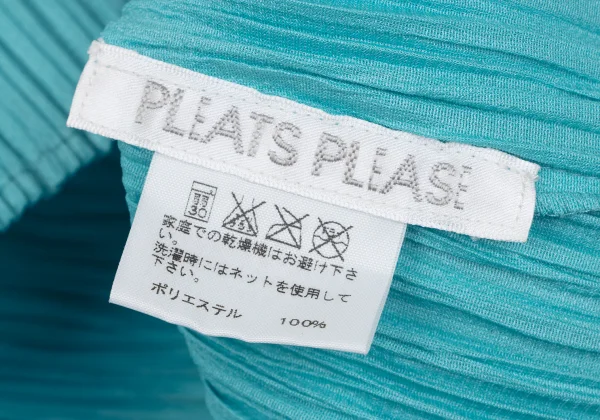 PLEATS PLEASE
30
家庭での乾燥機はお避け下さ
い。
洗濯時にはネットを使用して
下さい。
ポリエステル 100%